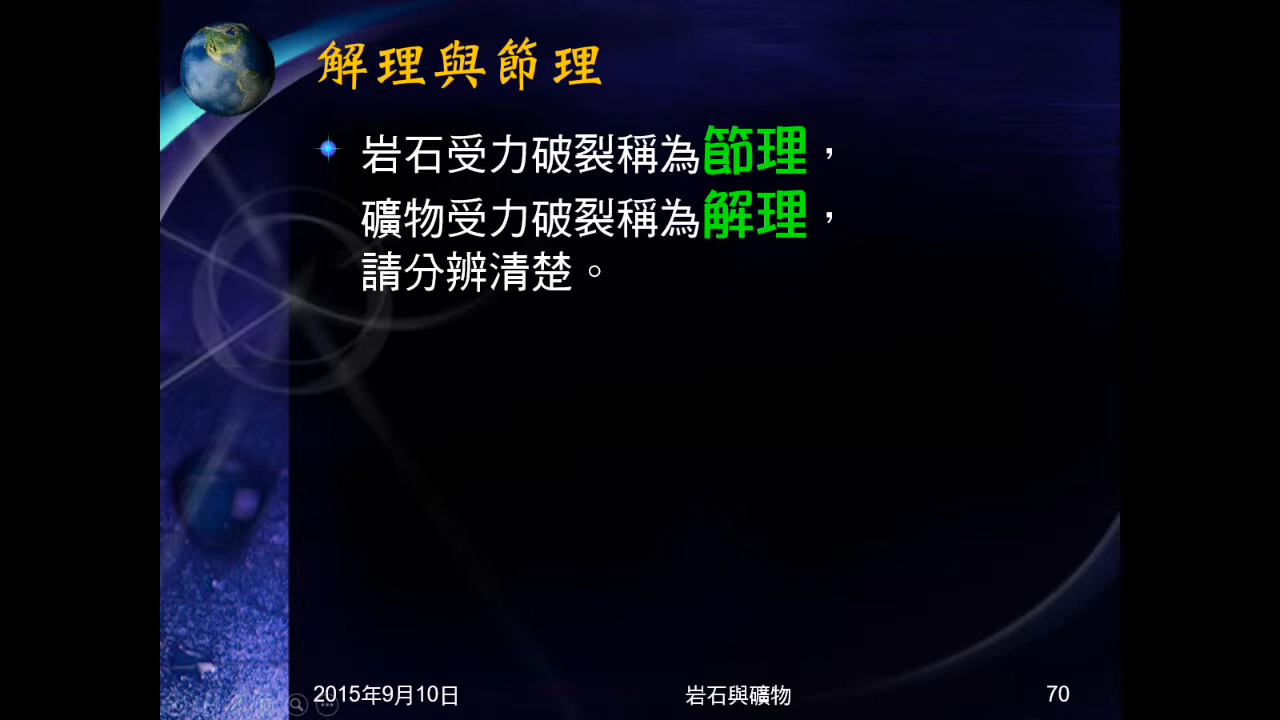 解理與節理
岩石受力破裂稱為節理，
礦物受力破裂稱為解理，
請分辨清楚。
2015年9月10日
岩石與礦物
70